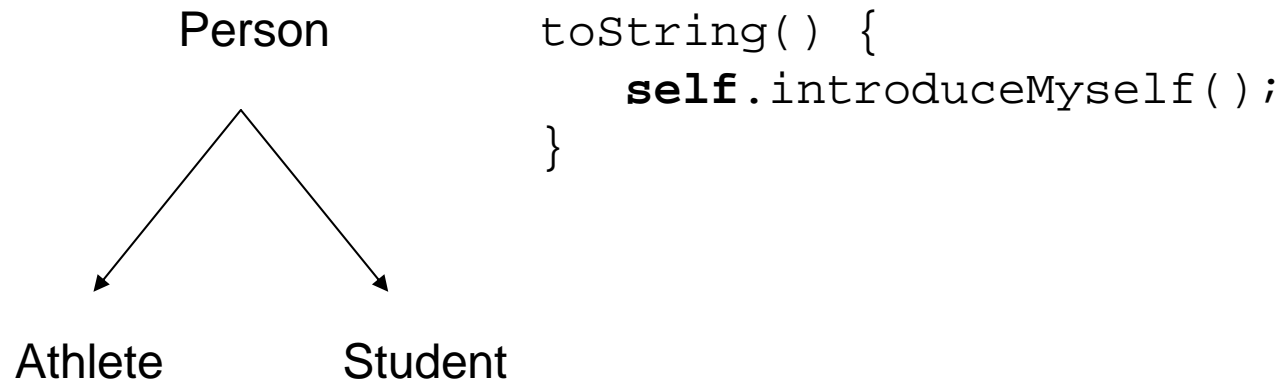 Person
toString() {
self.introduceMyself();
}
Athlete
Student